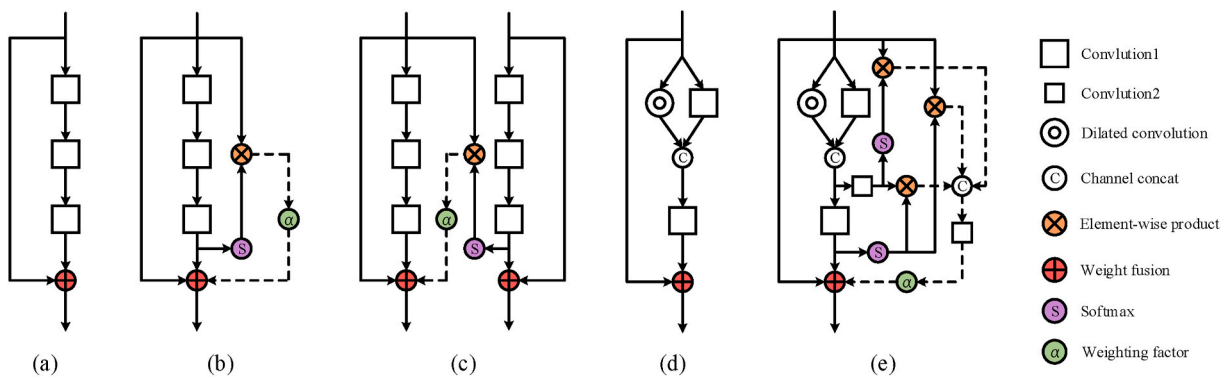 Convlution1
Convlution2
Dilated convolution
C Channel concat
Element-wise product
Weight fusion
S Softmax
α Weighting factor
C
C
S
C
α
S
α
S
S
α
(a)
(b)
(c)
(d)
(e)